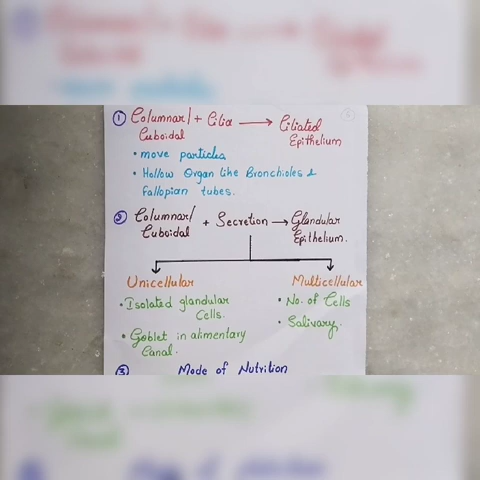 ① Columnar/ + Cilia → Ciliated
Cuboidal Epithelium
• move particles
• Hollow Organ like Bronchioles &
Fallopian tubes.
② Columnar/ + Secretion → Glandular
Cuboidal Epithelium.
Unicellular Multicellular
• Isolated glandular • No. of Cells
Cells. • Salivary.
• Goblet in alimentary
Canal.
③ Mode of Nutrition